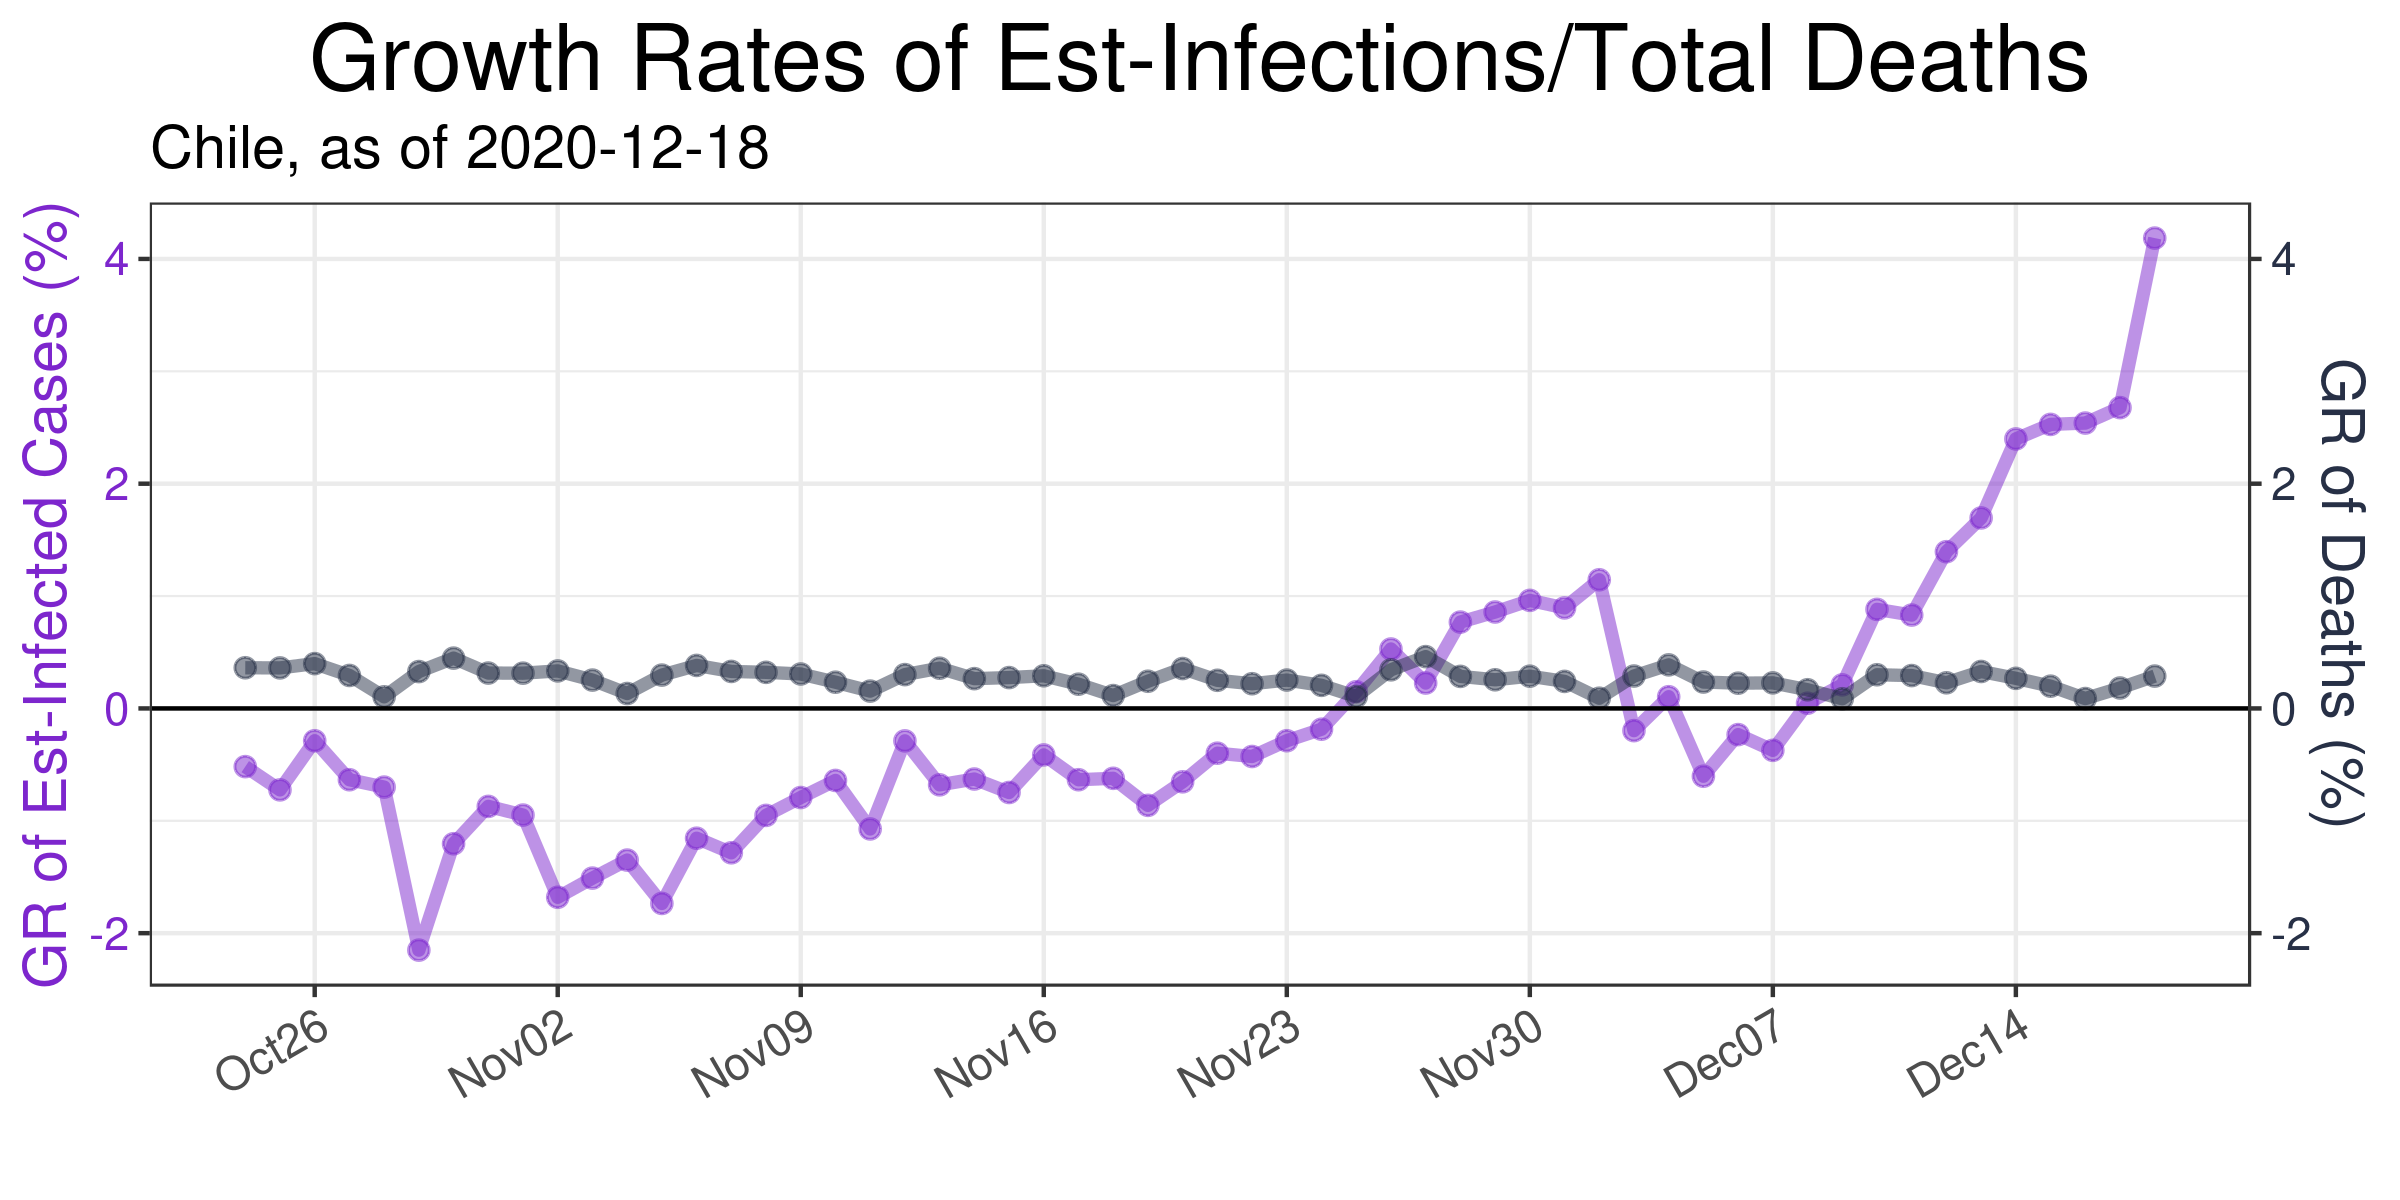 Growth Rates of Est-Infections/Total Deaths
Chile, as of 2020-12-18
GR of Est-Infected Cases (%)
4
2
0
-2
4
2
0
-2
GR of Deaths (%)
Oct26
Nov02
Nov09
Nov16
Nov23
Nov30
Dec07
Dec14